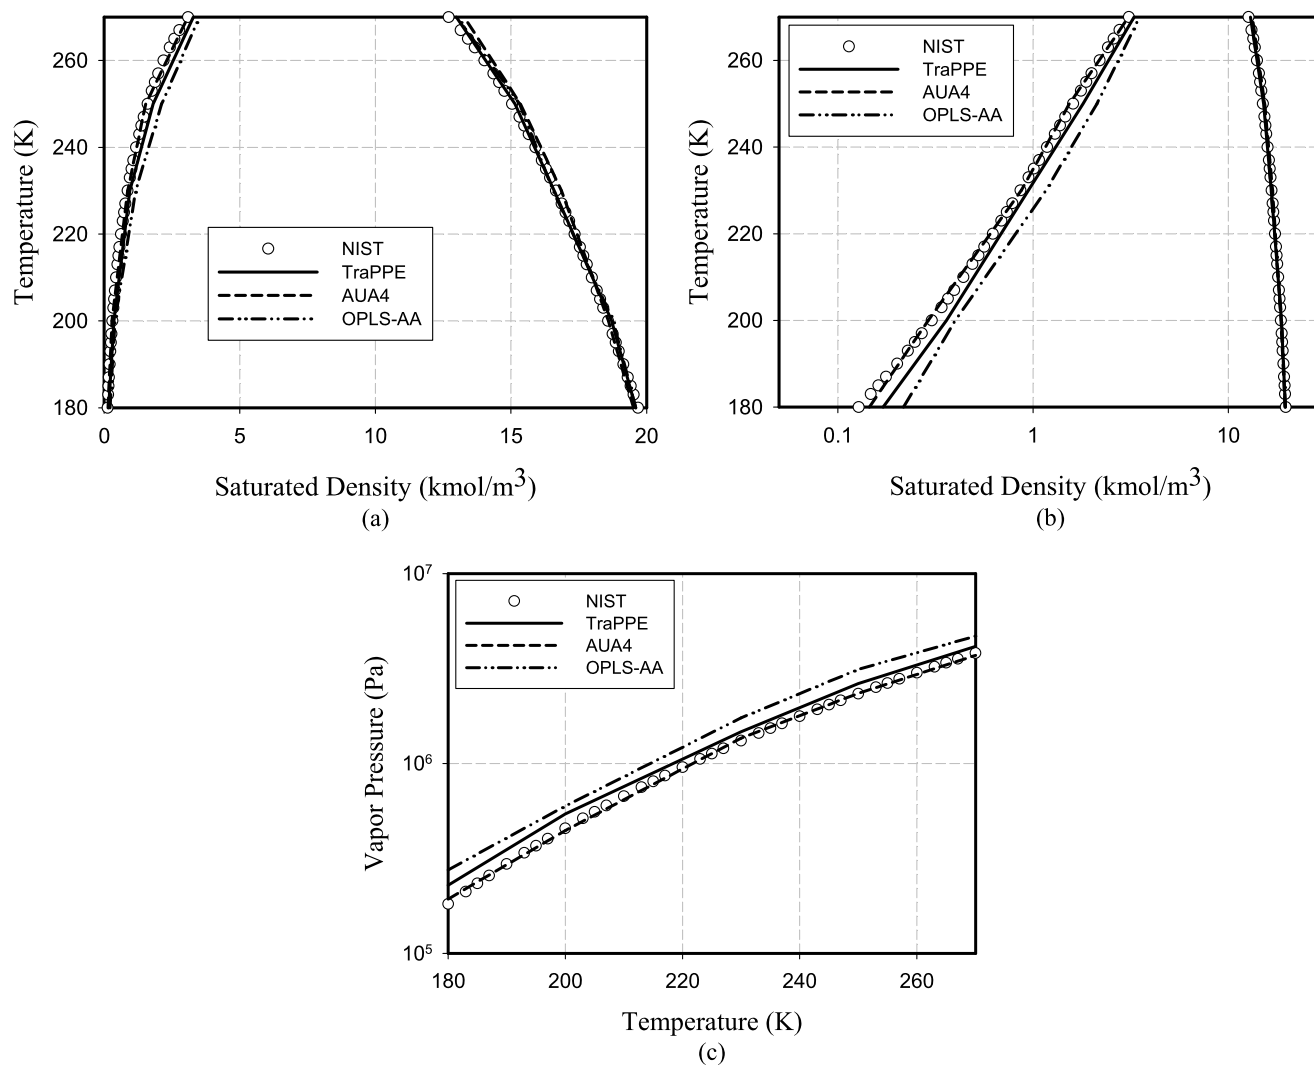 260
240
220
200
180
0
5
10
15
20
Temperature (K)
Saturated Density (kmol/m³)
(a)
NIST
TraPPE
AUA4
OPLS-AA
260
240
220
200
180
0.1
1
10
Temperature (K)
Saturated Density (kmol/m³)
(b)
NIST
TraPPE
AUA4
OPLS-AA
10⁷
10⁶
10⁵
180
200
220
240
260
Vapor Pressure (Pa)
Temperature (K)
(c)
NIST
TraPPE
AUA4
OPLS-AA